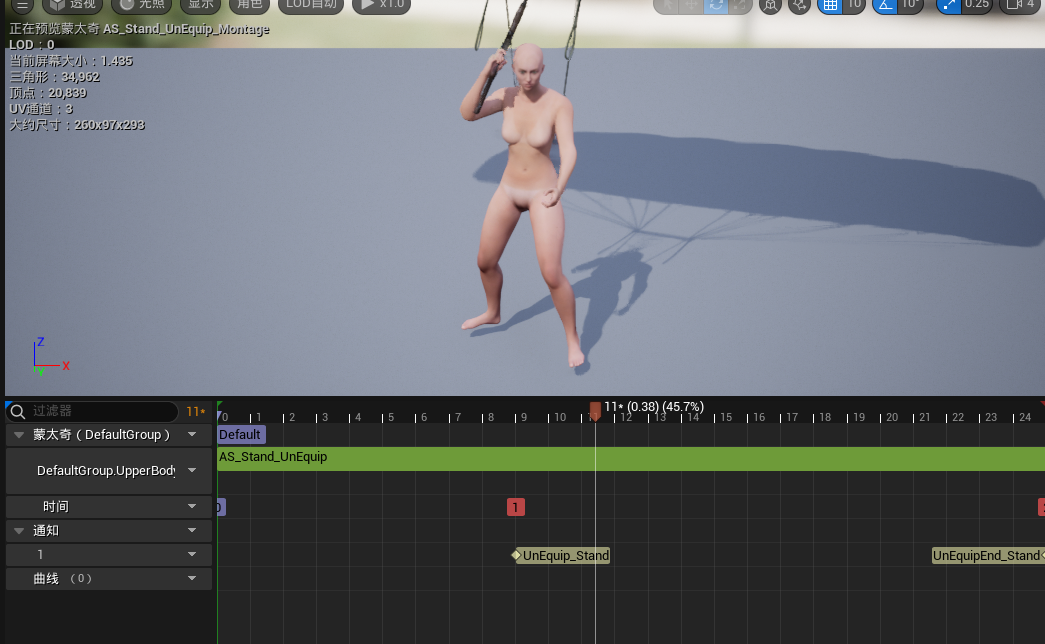 透视
光照
显示
角色
LOD自动
x1.0
10
10°
0.25
4
正在预览蒙太奇 AS_Stand_UnEquip_Montage
LOD：0
当前屏幕大小：1.435
三角形：34,962
顶点：20,839
UV通道：3
大约尺寸：260x97x293
Z
X
Y
过滤器
11*
11* (0.38) (45.7%)
0 1 2 3 4 5 6 7 8 9 10 11 12 13 14 15 16 17 18 19 20 21 22 23 24
蒙太奇（DefaultGroup）
Default
AS_Stand_UnEquip
DefaultGroup.UpperBody
时间
0
1
通知
1
UnEquip_Stand
UnEquipEnd_Stand
曲线（0）